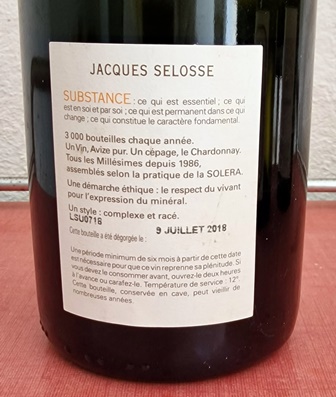 JACQUES SELOSSE
SUBSTANCE : ce qui est essentiel ; ce qui
est en soi et par soi ; ce qui est permanent dans ce qui
change ; ce qui constitue le caractère fondamental.
3 000 bouteilles chaque année.
Un Vin, Avize pur. Un cépage, le Chardonnay.
Tous les Millésimes depuis 1986,
assemblés selon la pratique de la SOLERA.
Une démarche éthique : le respect du vivant
pour l'expression du minéral.
Un style : complexe et racé.
LSU0718
Cette bouteille a été dégorgée le : 9 JUILLET 2018
Une période minimum de six mois à partir de cette date
est nécessaire pour que ce vin reprenne sa plénitude. Si
vous devez le consommer avant, ouvrez-le deux heures
à l'avance ou carafez-le. Température de service : 12°.
Cette bouteille, conservée en cave, peut vieillir de
nombreuses années.